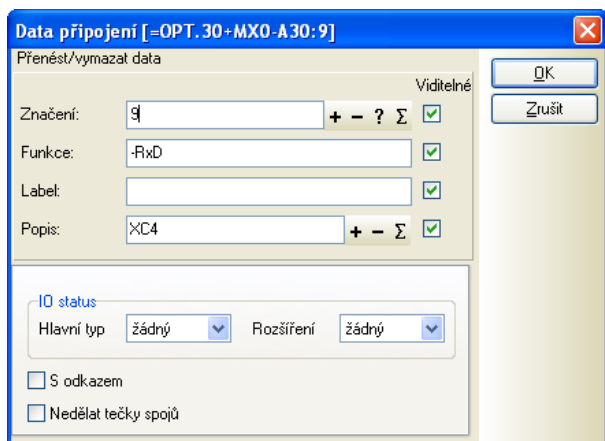 Data připojení [=OPT.30+MX0-A30:9]
Přenést/vymazat data
OK
Viditelné
Zrušit
Značení: 9 + - ? Σ
Funkce: -RxD
Label:
Popis: XC4 + - Σ
IO status
Hlavní typ žádný Rozšíření žádný
S odkazem
Nedělat tečky spojů